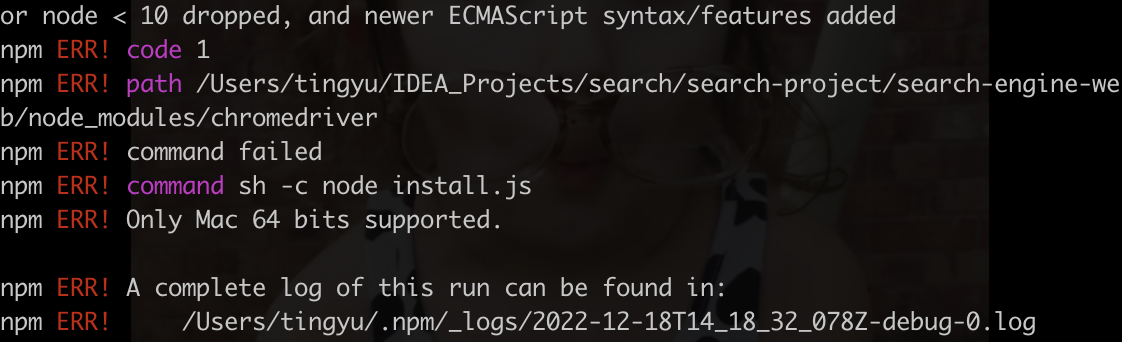 or node < 10 dropped, and newer ECMAScript syntax/features added
npm ERR! code 1
npm ERR! path /Users/tingyu/IDEA_Projects/search/search-project/search-engine-we
b/node_modules/chromedriver
npm ERR! command failed
npm ERR! command sh -c node install.js
npm ERR! Only Mac 64 bits supported.
npm ERR! A complete log of this run can be found in:
npm ERR!     /Users/tingyu/.npm/_logs/2022-12-18T14_18_32_078Z-debug-0.log